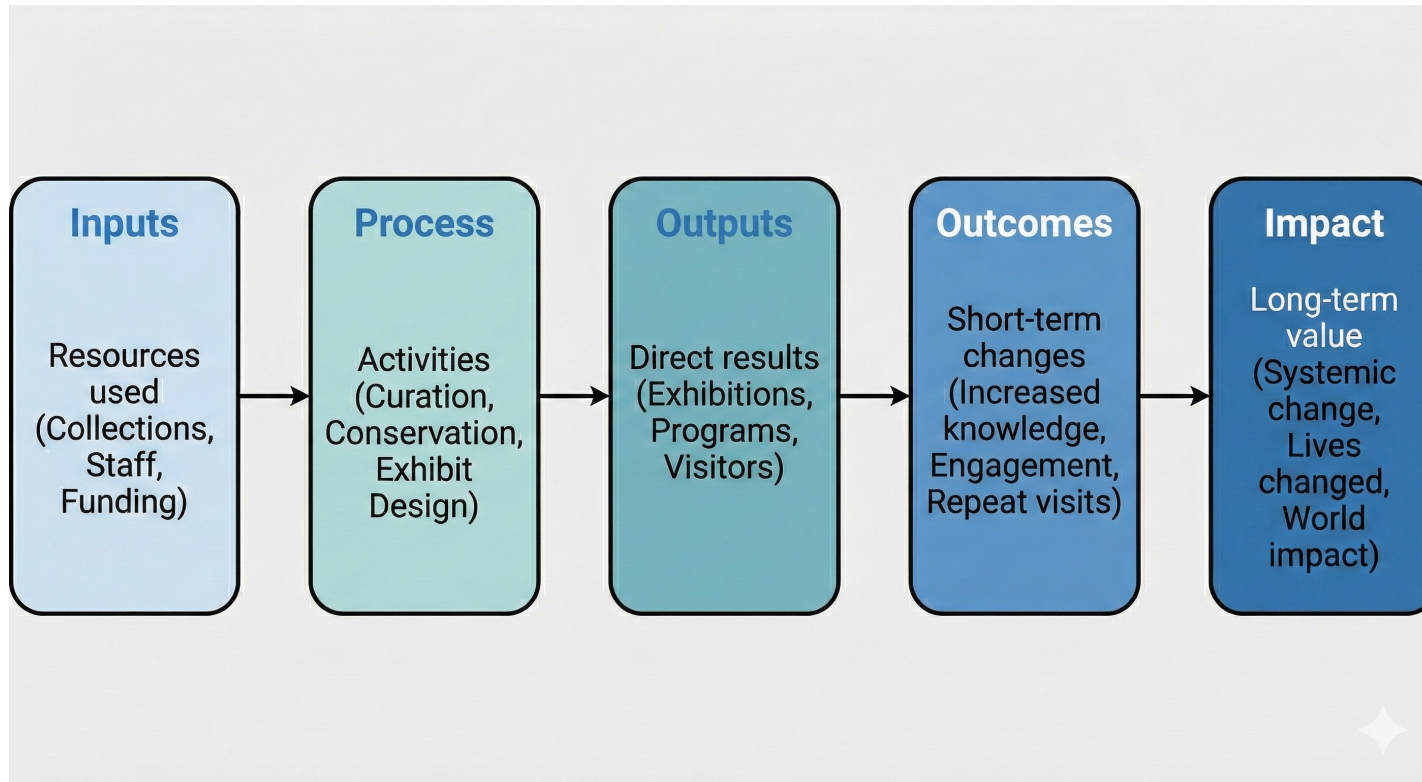 Inputs
Resources
used
(Collections,
Staff,
Funding)
Process
Activities
(Curation,
Conservation,
Exhibit
Design)
Outputs
Direct results
(Exhibitions,
Programs,
Visitors)
Outcomes
Short-term
changes
(Increased
knowledge,
Engagement,
Repeat visits)
Impact
Long-term
value
(Systemic
change,
Lives
changed,
World
impact)